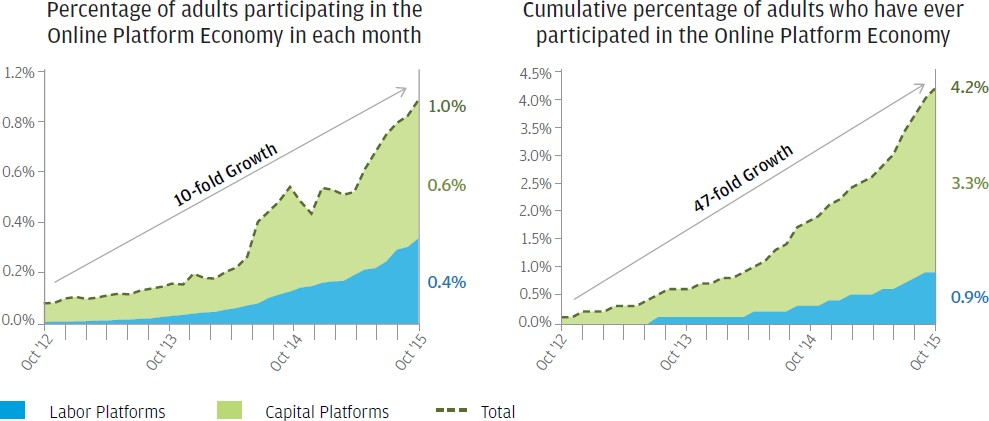 Percentage of adults participating in the
Online Platform Economy in each month
1.2%
0.8%
0.6%
0.4%
0.2%
0.0%
10-fold Growth
1.0%
0.6%
0.4%
Oct '12
Oct '13
Oct '14
Oct '15
Cumulative percentage of adults who have ever
participated in the Online Platform Economy
4.5%
4.0%
3.5%
3.0%
2.5%
2.0%
1.5%
1.0%
0.5%
0.0%
47-fold Growth
4.2%
3.3%
0.9%
Oct '12
Oct '13
Oct '14
Oct '15
Labor Platforms
Capital Platforms
Total